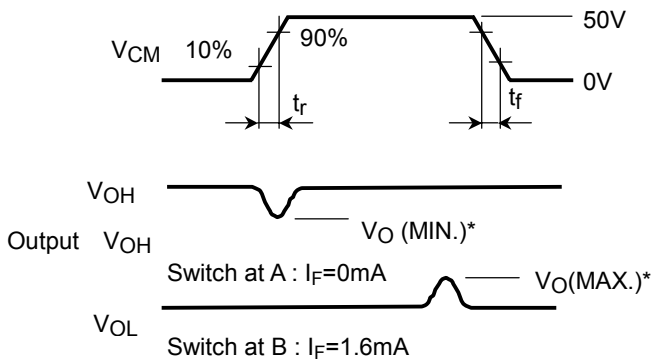 50V
VCM 10% 90%
0V
tr tf
VOH
VO (MIN.)*
Output VOH
Switch at A : IF=0mA
VO(MAX.)*
VOL
Switch at B : IF=1.6mA